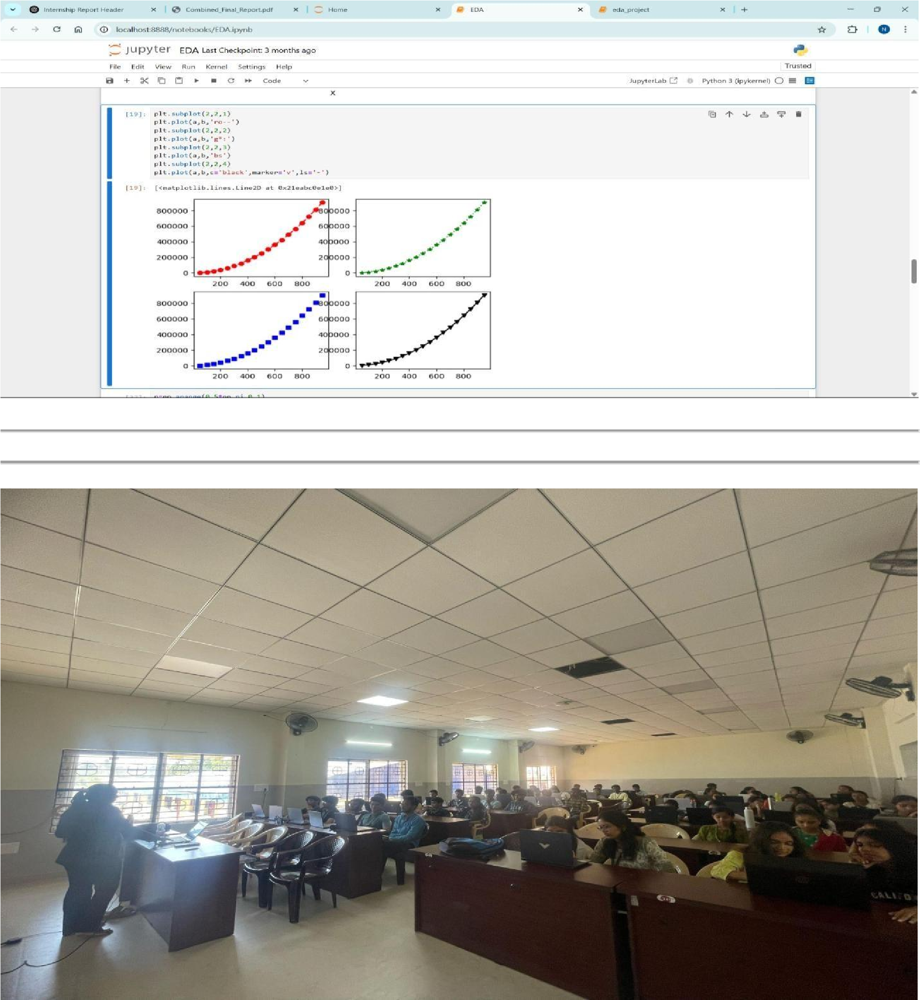 Internship Report Header
Combined_Final_Report.pdf
Home
EDA
eda_project
localhost:8888/notebooks/EDA.ipynb
N
jupyter EDA Last Checkpoint: 3 months ago
File Edit View Run Kernel Settings Help
Trusted
Code
JupyterLab
Python 3 (ipykernel)
x
[19]: plt.subplot(2,2,1)
plt.plot(a,b,'ro--')
plt.subplot(2,2,2)
plt.plot(a,b,'g*:')
plt.subplot(2,2,3)
plt.plot(a,b,'bs')
plt.subplot(2,2,4)
plt.plot(a,b,c='black',marker='v',ls='-')
[19]: [<matplotlib.lines.Line2D at 0x21eabc0e1e0>]
800000 800000
600000 600000
400000 400000
200000 200000
0 0
200 400 600 800 200 400 600 800
800000 800000
600000 600000
400000 400000
200000 200000
0 0
200 400 600 800 200 400 600 800